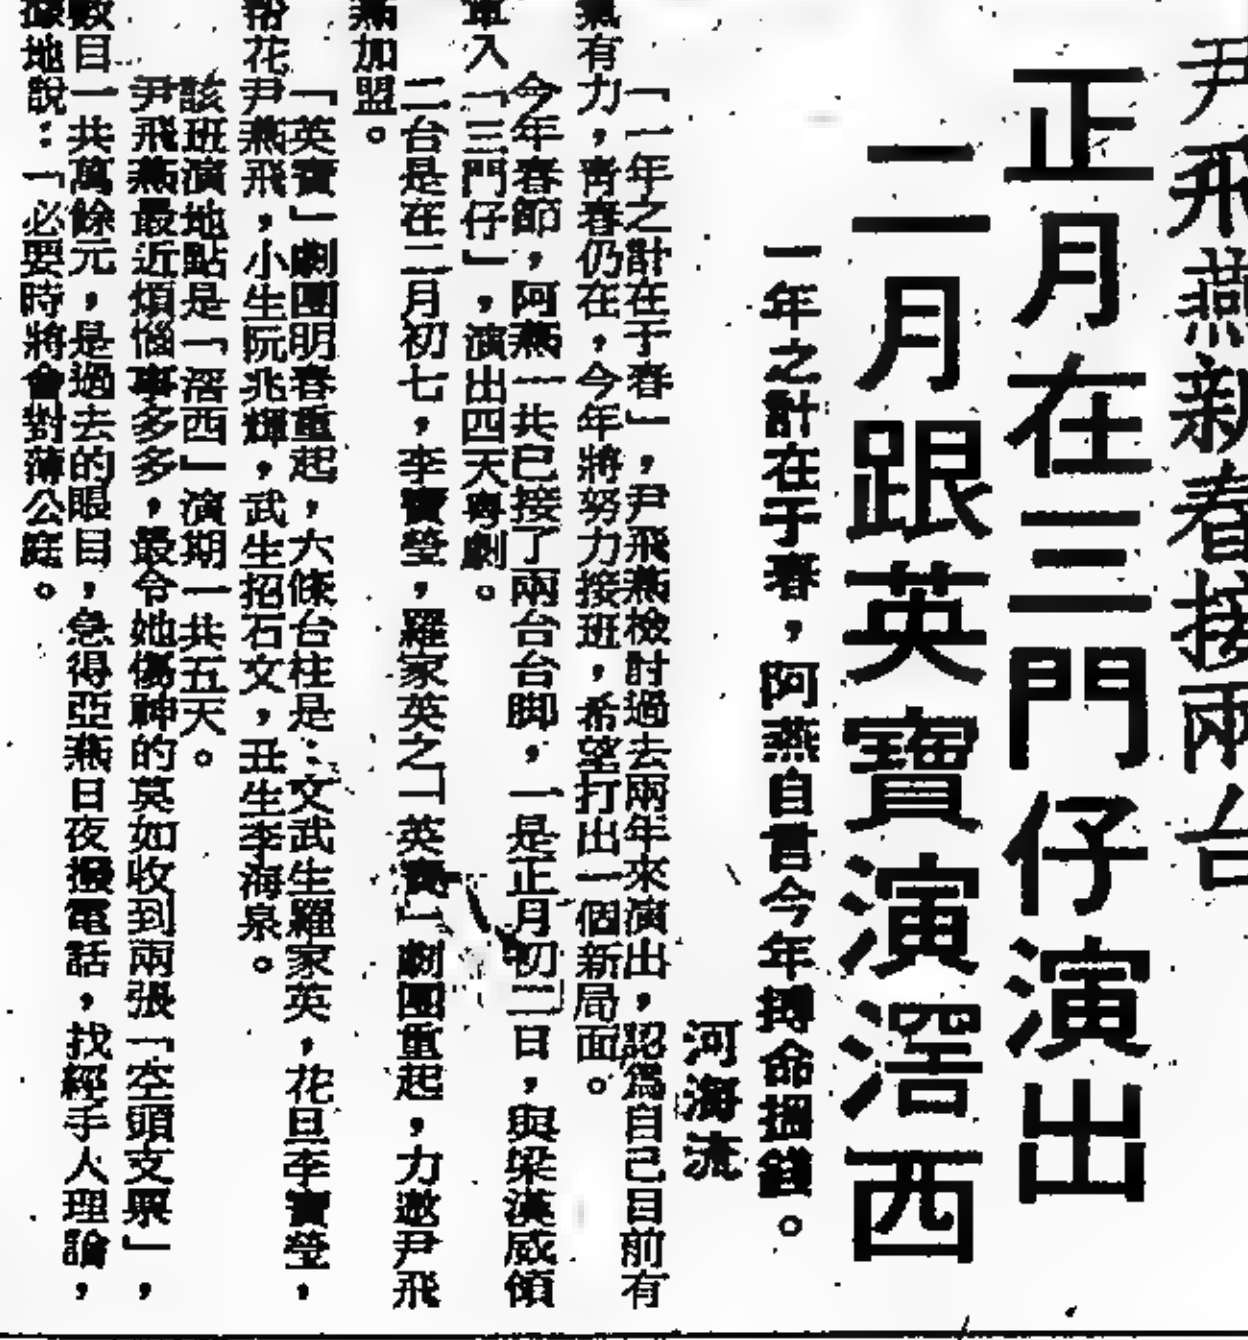 尹飛燕新春接兩台
正月在三門仔演出
二月跟英寶演滘西
一年之計在于春，阿燕自言今年搏命搵錢。
河海流
「一年之計在于春」，尹飛燕檢討過去兩年來演出，認爲自己目前有
氣有力，靑春仍在，今年將努力接班，希望打出一個新局面。
今年春節，阿燕一共已接了兩台台脚，一是正月初二日，與梁漢威領
軍入「三門仔」，演出四天粤劇。
二台是在二月初七，李寶瑩，羅家英之「英寶」劇團重起，力邀尹飛
燕加盟。
「英寶」劇團明春重起，六條台柱是：文武生羅家英，花旦李寶瑩，
幫花尹燕飛，小生阮兆輝，武生招石文，丑生李海泉。
該班演地點是「滘西」演期一共五天。
尹飛燕最近煩惱事多多，最令她傷神的莫如收到兩張「空頭支票」，
數目一共萬餘元，是過去的眼目，急得亞燕日夜撥電話，找經手人理論，
據地說：「必要時將會對薄公庭。